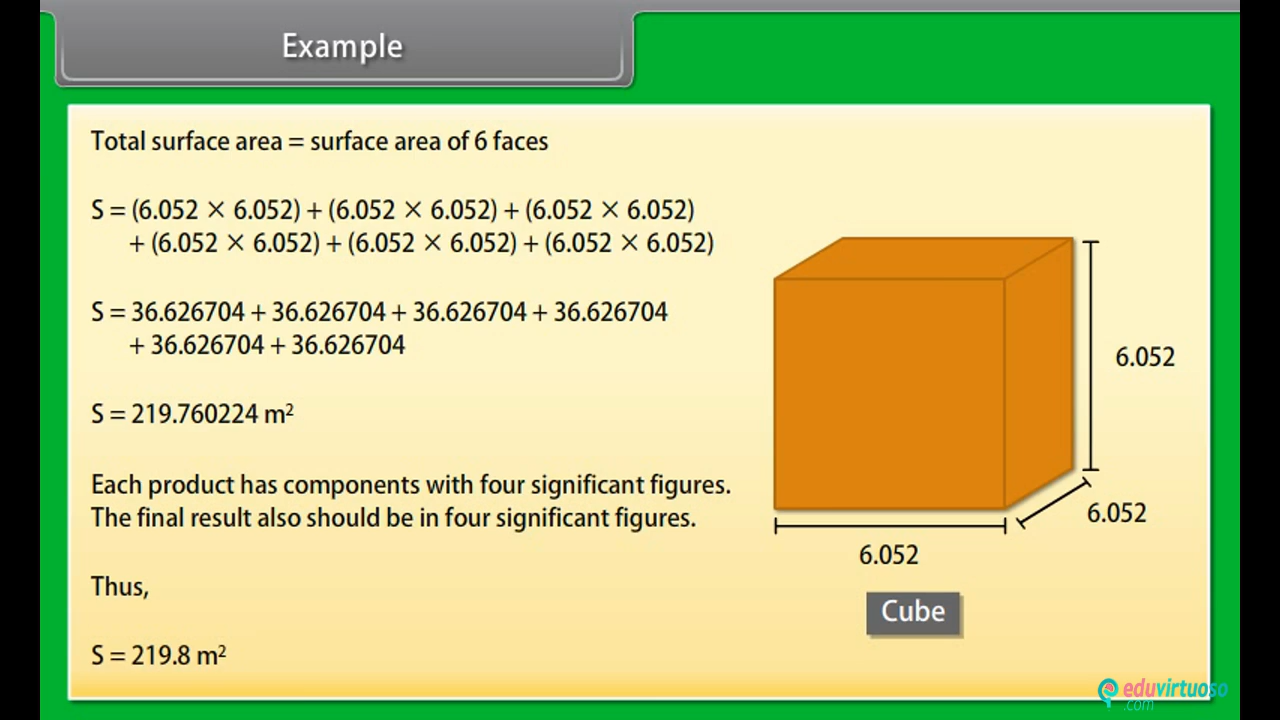 Example
Total surface area = surface area of 6 faces
S = (6.052 × 6.052) + (6.052 × 6.052) + (6.052 × 6.052)
+ (6.052 × 6.052) + (6.052 × 6.052) + (6.052 × 6.052)
S = 36.626704 + 36.626704 + 36.626704 + 36.626704
+ 36.626704 + 36.626704
S = 219.760224 m²
Each product has components with four significant figures.
The final result also should be in four significant figures.
Thus,
S = 219.8 m²
6.052
6.052
6.052
Cube
eduvirtuoso
.com